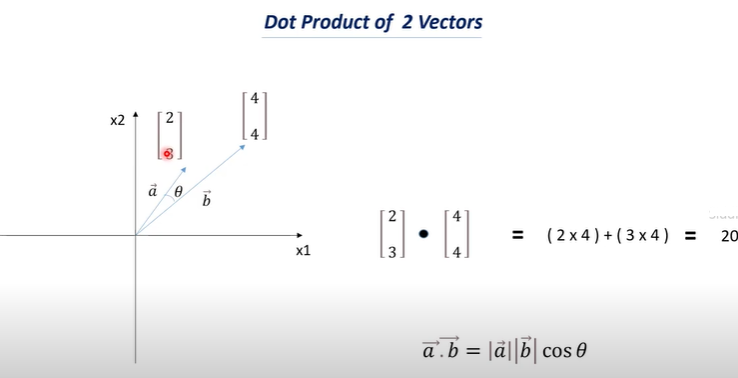 Dot Product of 2 Vectors
x2
2
4
4
a⃗ θ b⃗
x1
2 4
3 4
• = ( 2 x 4 ) + ( 3 x 4 ) = 20
a⃗ . b⃗ = |a⃗||b⃗| cos θ